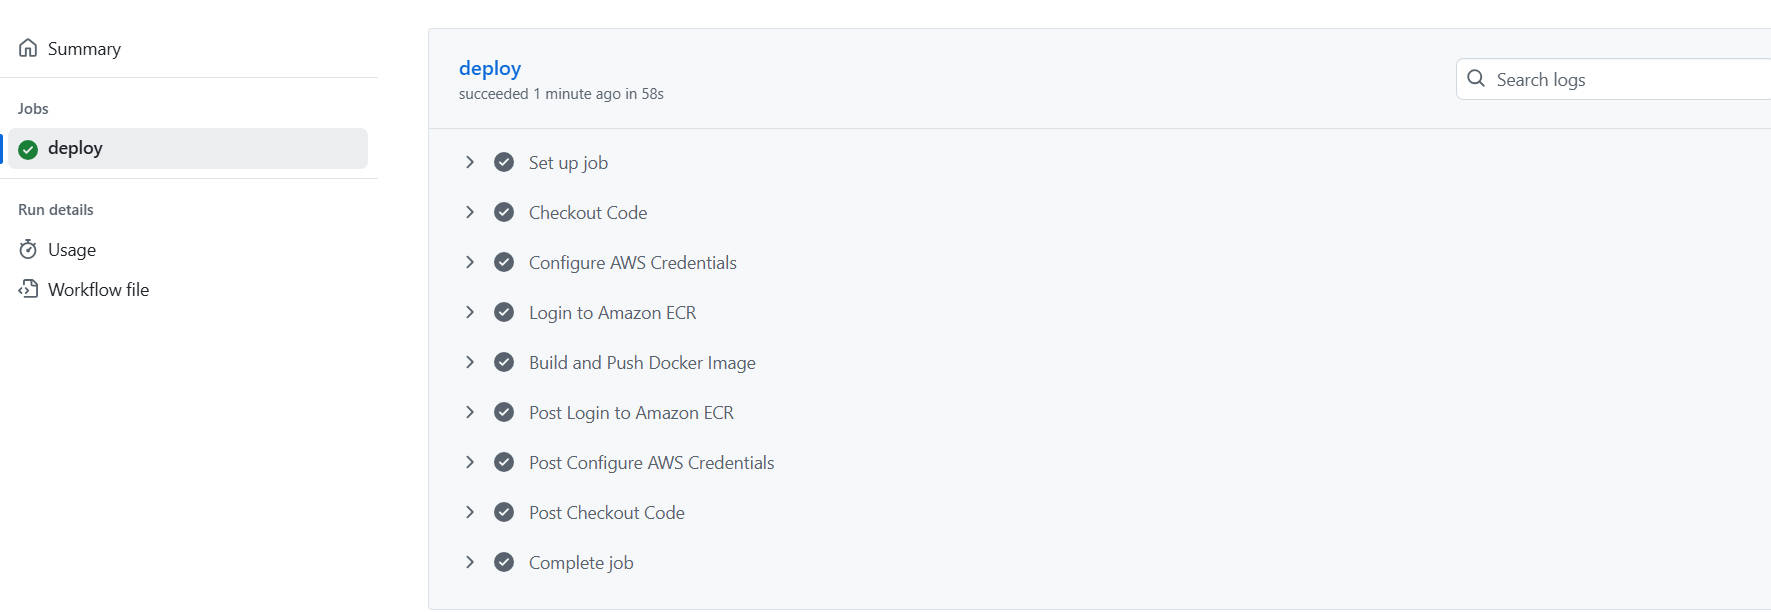 Summary
Jobs
deploy
Run details
Usage
Workflow file
deploy
succeeded 1 minute ago in 58s
Search logs
Set up job
Checkout Code
Configure AWS Credentials
Login to Amazon ECR
Build and Push Docker Image
Post Login to Amazon ECR
Post Configure AWS Credentials
Post Checkout Code
Complete job